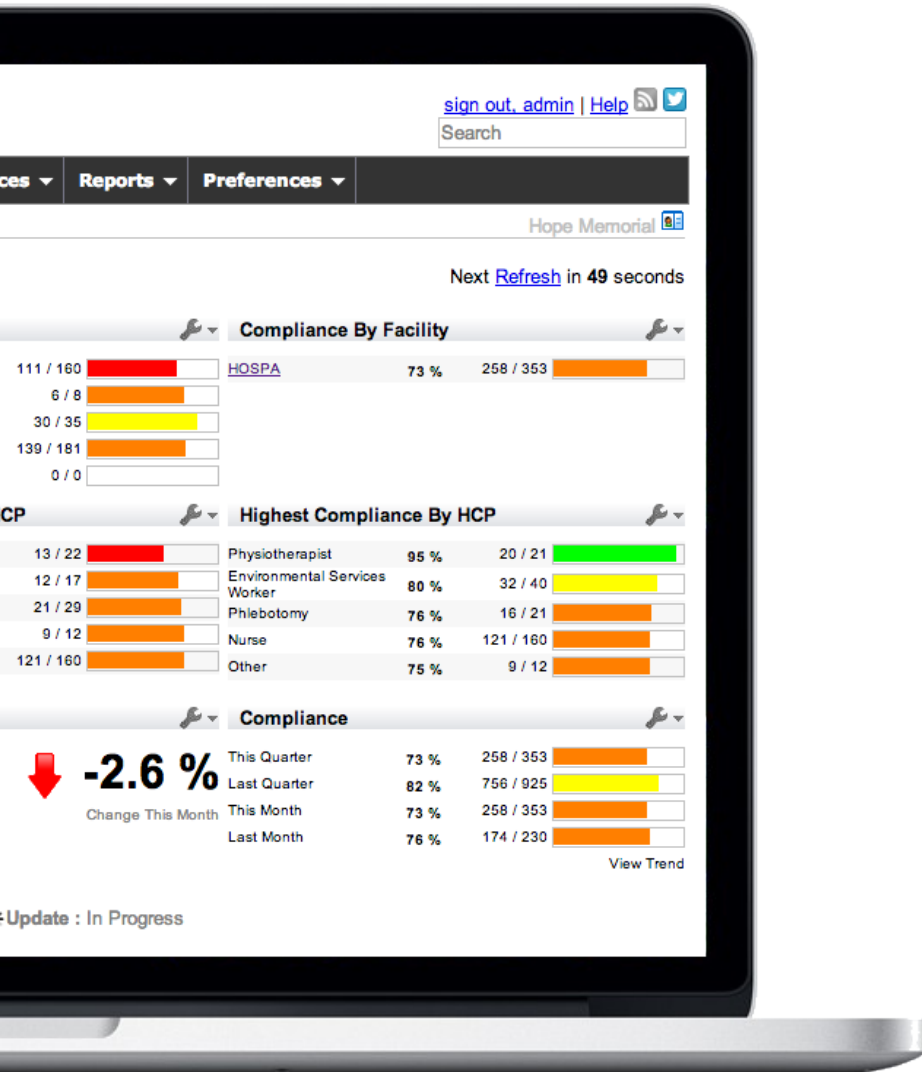 sign out, admin | Help
Search
ces Reports Preferences
Hope Memorial
Next Refresh in 49 seconds
Compliance By Facility
111 / 160
6 / 8
30 / 35
139 / 181
0 / 0
HOSPA 73 % 258 / 353
CP
Highest Compliance By HCP
13 / 22
12 / 17
21 / 29
9 / 12
121 / 160
Physiotherapist 95 % 20 / 21
Environmental Services
Worker 80 % 32 / 40
Phlebotomy 76 % 16 / 21
Nurse 76 % 121 / 160
Other 75 % 9 / 12
-2.6 %
Change This Month
Compliance
This Quarter 73 % 258 / 353
Last Quarter 82 % 756 / 925
This Month 73 % 258 / 353
Last Month 76 % 174 / 230
View Trend
Update : In Progress